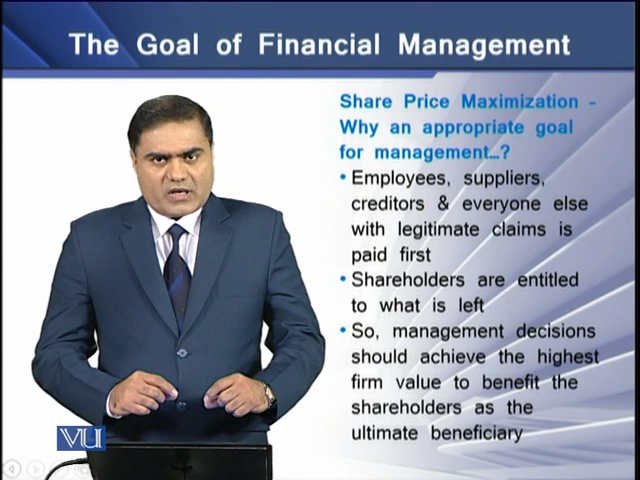 The Goal of Financial Management
Share Price Maximization -
Why an appropriate goal
for management...?
• Employees, suppliers,
creditors & everyone else
with legitimate claims is
paid first
• Shareholders are entitled
to what is left
• So, management decisions
should achieve the highest
firm value to benefit the
shareholders as the
ultimate beneficiary
VU